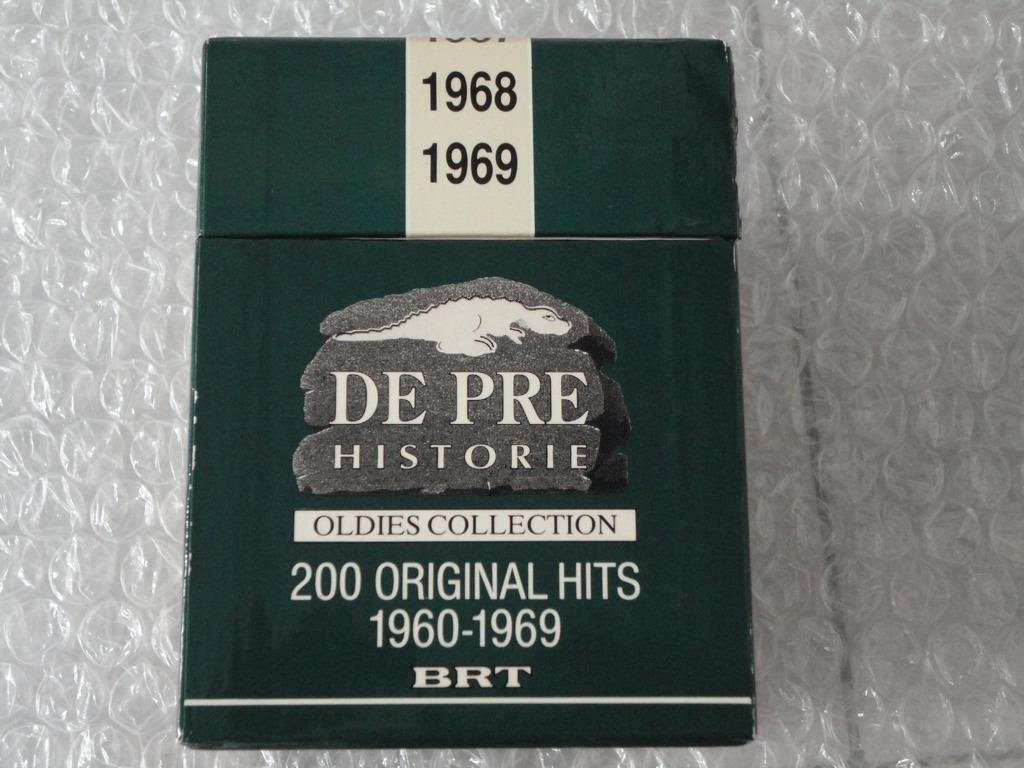 1968
1969
DE PRE
HISTORIE
OLDIES COLLECTION
200 ORIGINAL HITS
1960-1969
BRT